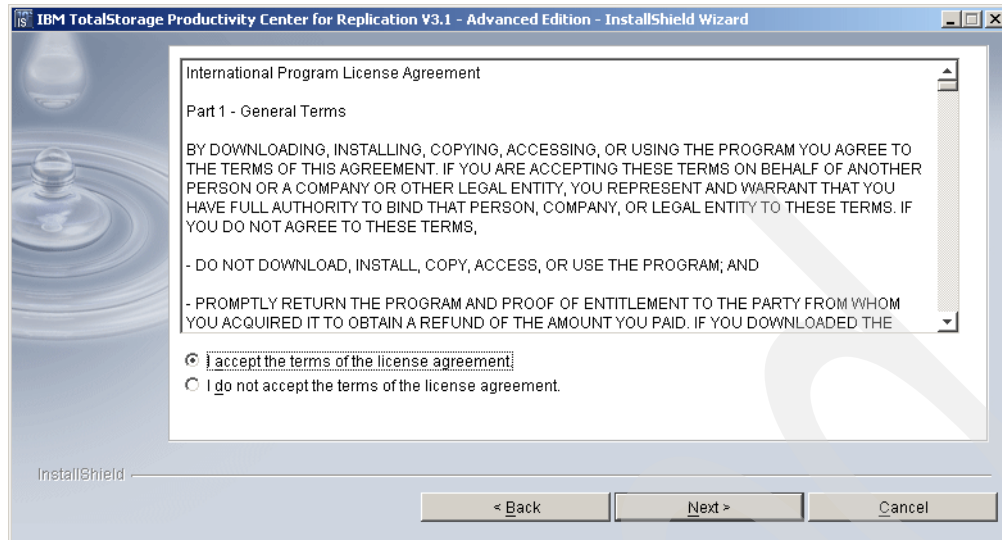 IBM TotalStorage Productivity Center for Replication V3.1 - Advanced Edition - InstallShield Wizard
International Program License Agreement
Part 1 - General Terms
BY DOWNLOADING, INSTALLING, COPYING, ACCESSING, OR USING THE PROGRAM YOU AGREE TO
THE TERMS OF THIS AGREEMENT. IF YOU ARE ACCEPTING THESE TERMS ON BEHALF OF ANOTHER
PERSON OR A COMPANY OR OTHER LEGAL ENTITY, YOU REPRESENT AND WARRANT THAT YOU
HAVE FULL AUTHORITY TO BIND THAT PERSON, COMPANY, OR LEGAL ENTITY TO THESE TERMS. IF
YOU DO NOT AGREE TO THESE TERMS,
- DO NOT DOWNLOAD, INSTALL, COPY, ACCESS, OR USE THE PROGRAM; AND
- PROMPTLY RETURN THE PROGRAM AND PROOF OF ENTITLEMENT TO THE PARTY FROM WHOM
YOU ACQUIRED IT TO OBTAIN A REFUND OF THE AMOUNT YOU PAID. IF YOU DOWNLOADED THE
I accept the terms of the license agreement.
I do not accept the terms of the license agreement.
InstallShield
< Back Next > Cancel